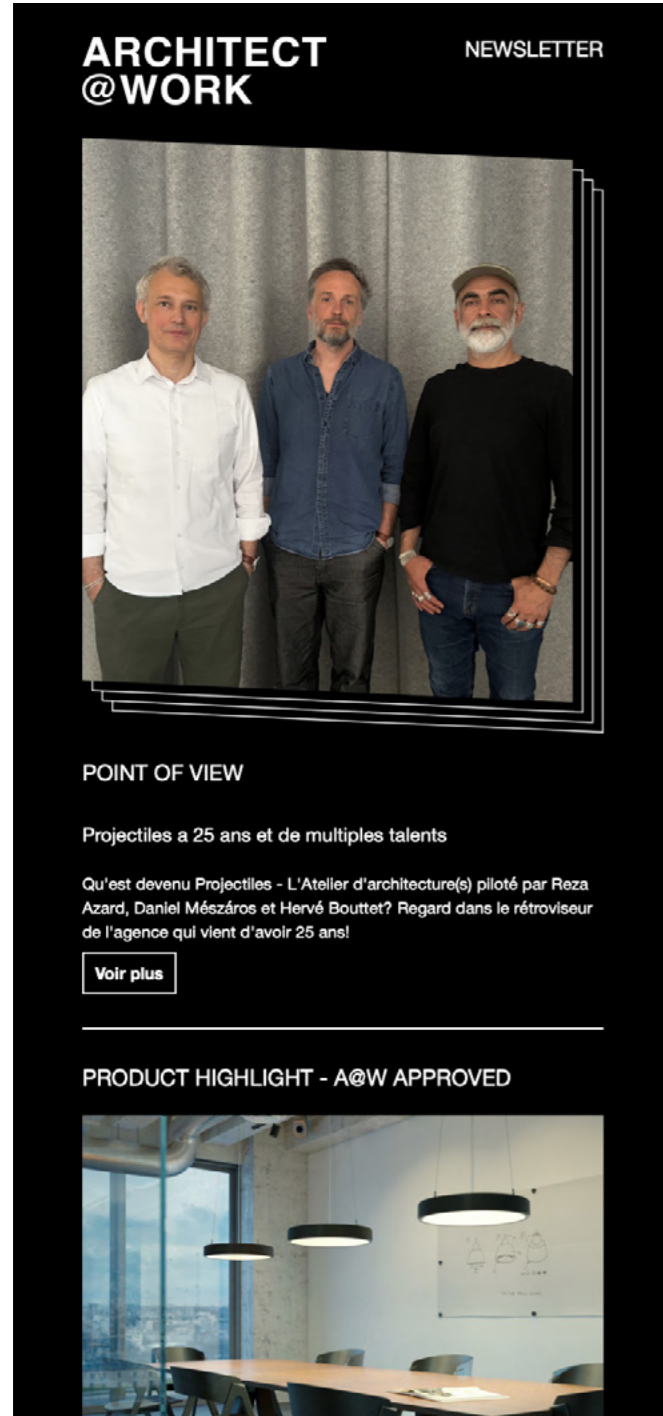 ARCHITECT
@WORK
NEWSLETTER
POINT OF VIEW
Projectiles a 25 ans et de multiples talents
Qu'est devenu Projectiles - L'Atelier d'architecture(s) piloté par Reza
Azard, Daniel Mészáros et Hervé Bouttet? Regard dans le rétroviseur
de l'agence qui vient d'avoir 25 ans!
Voir plus
PRODUCT HIGHLIGHT - A@W APPROVED